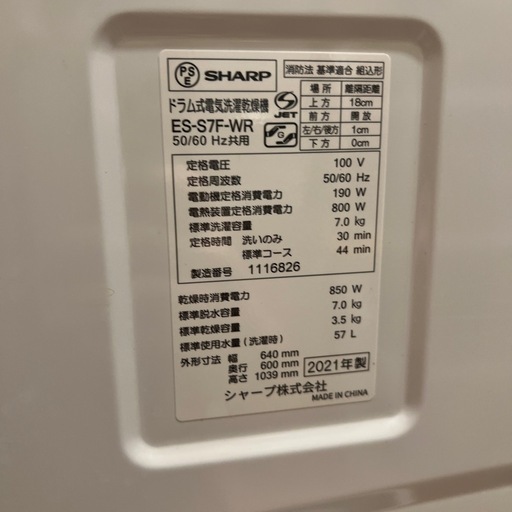 PS E SHARP
消防法 基準適合 組込形
ドラム式電気洗濯乾燥機
ES-S7F-WR
50/60 Hz共用
S JET
G
場所 離隔距離
上方 18cm
前方 開放
左/右/後方 1cm
下方 0cm
定格電圧 100 V
定格周波数 50/60 Hz
電動機定格消費電力 190 W
電熱装置定格消費電力 800 W
標準洗濯容量 7.0 kg
定格時間 洗いのみ 30 min
標準コース 44 min
製造番号 1116826
乾燥時消費電力 850 W
標準脱水容量 7.0 kg
標準乾燥容量 3.5 kg
標準使用水量(洗濯時) 57 L
外形寸法 幅 640 mm
奥行 600 mm
高さ 1039 mm
2021年製
シャープ株式会社
MADE IN CHINA